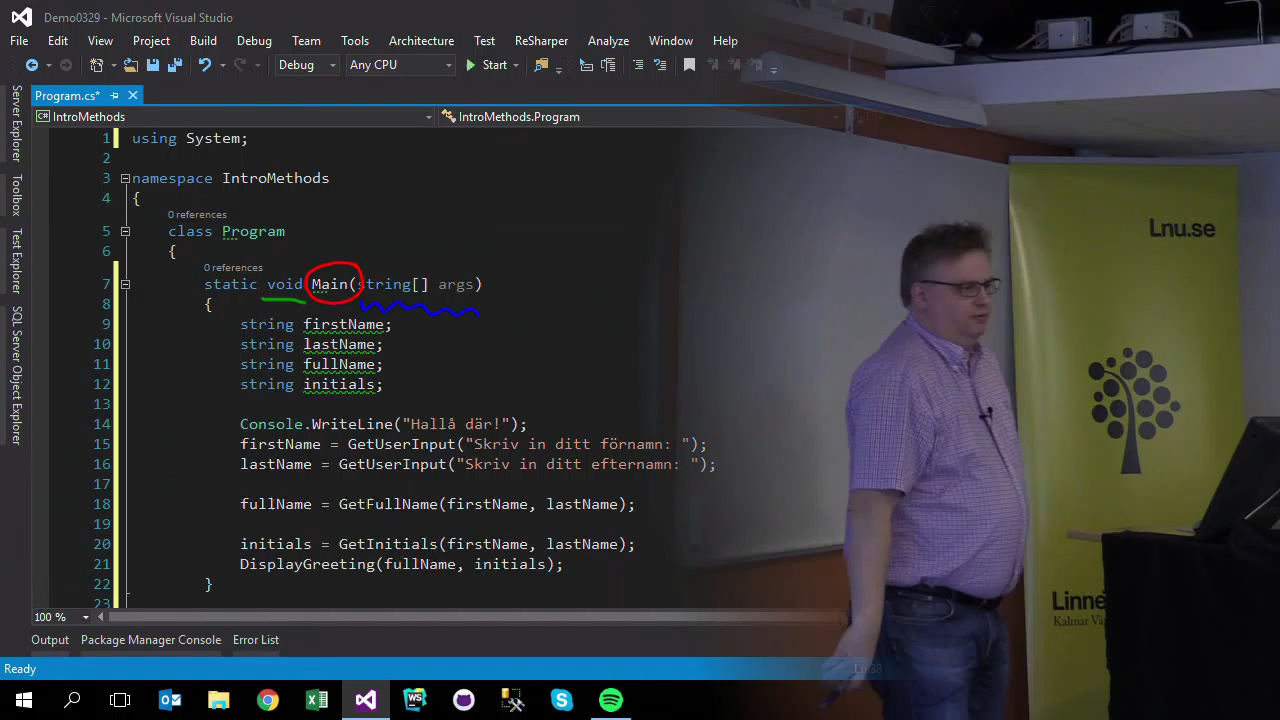 Demo0329 - Microsoft Visual Studio
File Edit View Project Build Debug Team Tools Architecture Test ReSharper Analyze Window Help
Debug Any CPU Start
Program.cs*
IntroMethods IntroMethods.Program
Server Explorer
Toolbox
Test Explorer
SQL Server Object Explorer
1 using System;
2
3 namespace IntroMethods
4 {
0 references
5 class Program
6 {
0 references
7 static void Main(string[] args)
8 {
9 string firstName;
10 string lastName;
11 string fullName;
12 string initials;
13
14 Console.WriteLine("Hallå där!");
15 firstName = GetUserInput("Skriv in ditt förnamn: ");
16 lastName = GetUserInput("Skriv in ditt efternamn: ");
17
18 fullName = GetFullName(firstName, lastName);
19
20 initials = GetInitials(firstName, lastName);
21 DisplayGreeting(fullName, initials);
22 }
23
100 %
Output Package Manager Console Error List
Ready Ln 38
Lnu.se
Kalmar